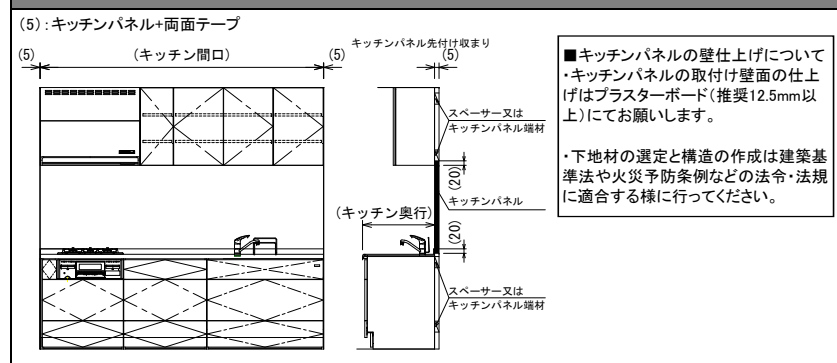 (5):キッチンパネル+両面テープ
キッチンパネル先付け収まり
(5)
(キッチン間口)
(5)
(5)
スペーサー又は
キッチンパネル端材
(20)
キッチンパネル
(キッチン奥行)
(20)
スペーサー又は
キッチンパネル端材
■キッチンパネルの壁仕上げについて
・キッチンパネルの取付け壁面の仕上
げはプラスターボード(推奨12.5mm以
上)にてお願いします。
・下地材の選定と構造の作成は建築基
準法や火災予防条例などの法令・法規
に適合する様に行ってください。